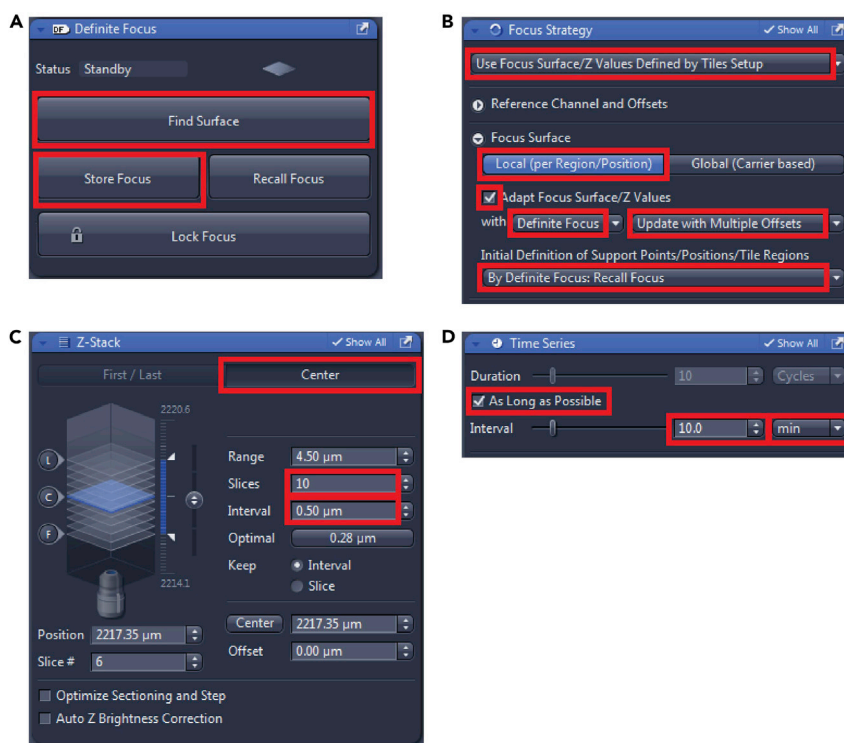 A
DF Definite Focus
Status Standby
Find Surface
Store Focus Recall Focus
Lock Focus
B
Focus Strategy Show All
Use Focus Surface/Z Values Defined by Tiles Setup
Reference Channel and Offsets
Focus Surface
Local (per Region/Position) Global (Carrier based)
Adapt Focus Surface/Z Values
with Definite Focus Update with Multiple Offsets
Initial Definition of Support Points/Positions/Tile Regions
By Definite Focus: Recall Focus
C
Z-Stack Show All
First / Last Center
2220.6
L
C
F
2214.1
Range 4.50 µm
Slices 10
Interval 0.50 µm
Optimal 0.28 µm
Keep Interval
Slice
Position 2217.35 µm
Slice # 6
Center 2217.35 µm
Offset 0.00 µm
Optimize Sectioning and Step
Auto Z Brightness Correction
D
Time Series Show All
Duration 10 Cycles
As Long as Possible
Interval 10.0 min